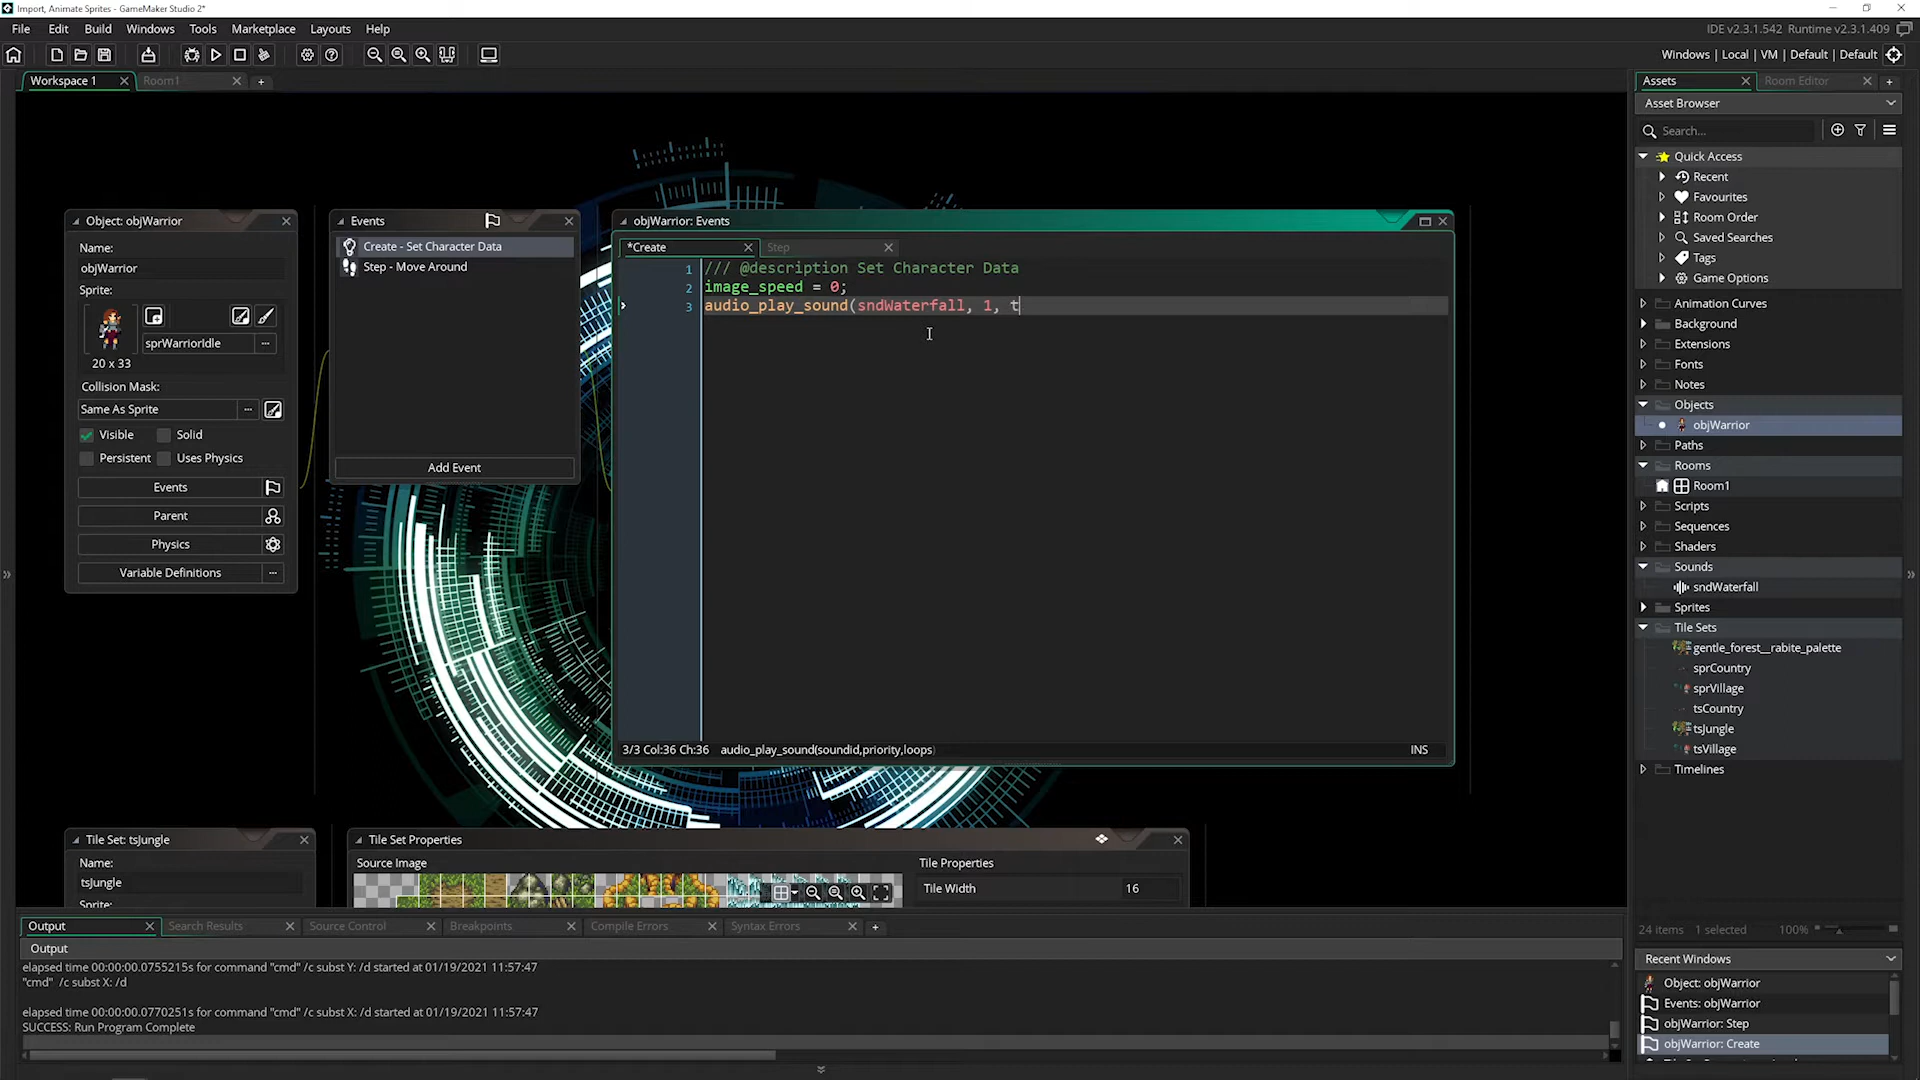 Import, Animate Sprites - GameMaker Studio 2*
File Edit Build Windows Tools Marketplace Layouts Help
IDE v2.3.1.542 Runtime v2.3.1.409
Windows | Local | VM | Default | Default
Workspace 1
Room1
Object: objWarrior
Name:
objWarrior
Sprite:
sprWarriorIdle
20 x 33
Collision Mask:
Same As Sprite
Visible
Solid
Persistent
Uses Physics
Events
Parent
Physics
Variable Definitions
Events
Create - Set Character Data
Step - Move Around
Add Event
objWarrior: Events
*Create
Step
1 /// @description Set Character Data
2 image_speed = 0;
3 audio_play_sound(sndWaterfall, 1, t
3/3 Col:36 Ch:36 audio_play_sound(soundid,priority,loops)
INS
Tile Set: tsJungle
Name:
tsJungle
Sprite:
Tile Set Properties
Source Image
Tile Properties
Tile Width 16
Output
Search Results
Source Control
Breakpoints
Compile Errors
Syntax Errors
Output
elapsed time 00:00:00.0755215s for command "cmd" /c subst Y: /d started at 01/19/2021 11:57:47
"cmd" /c subst X: /d
elapsed time 00:00:00.0770251s for command "cmd" /c subst X: /d started at 01/19/2021 11:57:47
SUCCESS: Run Program Complete
Assets
Room Editor
Asset Browser
Search...
Quick Access
Recent
Favourites
Room Order
Saved Searches
Tags
Game Options
Animation Curves
Background
Extensions
Fonts
Notes
Objects
objWarrior
Paths
Rooms
Room1
Scripts
Sequences
Shaders
Sounds
sndWaterfall
Sprites
Tile Sets
gentle_forest__rabite_palette
sprCountry
sprVillage
tsCountry
tsJungle
tsVillage
Timelines
24 items 1 selected 100%
Recent Windows
Object: objWarrior
Events: objWarrior
objWarrior: Step
objWarrior: Create